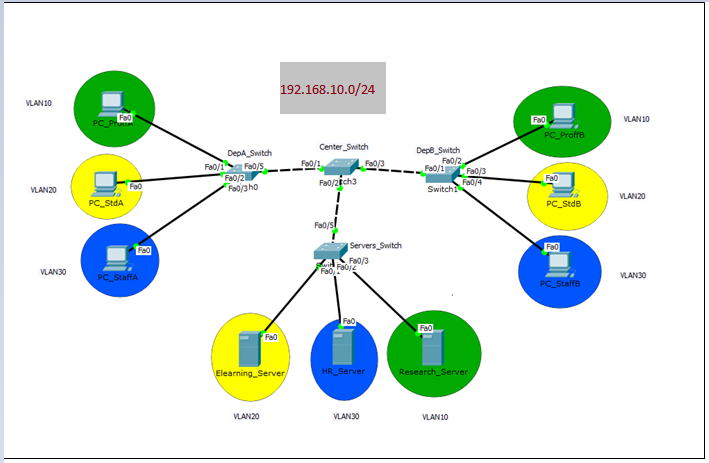 192.168.10.0/24
VLAN10
Fa0
DepA_Switch
Center_Switch
DepB_Switch
Fa0
PC_ProffB
VLAN10
Fa0/1
Fa0/5
Fa0/2
Fa0/3
Fa0/1
Fa0/3
Fa0/2
tch3
Fa0/1
Fa0/2
Fa0/3
Fa0/4
Switch1
VLAN20
Fa0
PC_StdA
Fa0
PC_StdB
VLAN20
Fa0/5
Servers_Switch
Fa0/3
Fa0/2
VLAN30
Fa0
PC_StaffA
Fa0
PC_StaffB
VLAN30
Fa0
Elearning_Server
Fa0
HR_Server
Fa0
Research_Server
VLAN20
VLAN30
VLAN10